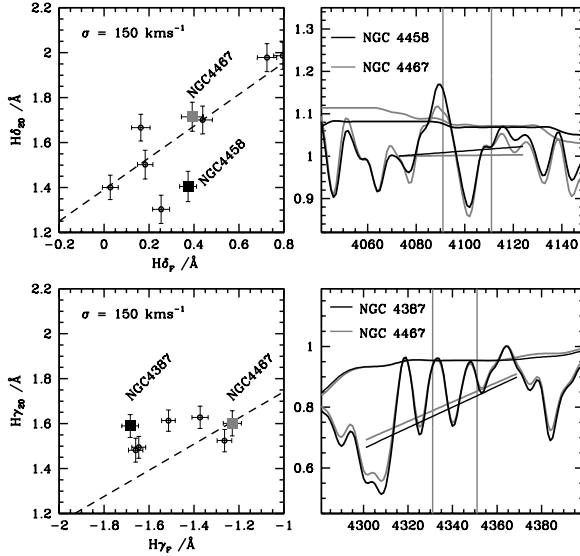 2.2
2
1.8
1.6
1.4
1.2
Hδ₂₀ /Å
σ = 150 kms⁻¹
NGC4467
NGC4458
-0.2 0 0.2 0.4 0.6 0.8
Hδ_F /Å
1.3
1.2
1.1
1
0.9
NGC 4458
NGC 4467
4060 4080 4100 4120 4140
2.2
2
1.8
1.6
1.4
1.2
Hγ₂₀ /Å
σ = 150 kms⁻¹
NGC4387
NGC4467
-2 -1.8 -1.6 -1.4 -1.2 -1
Hγ_F /Å
1
0.8
0.6
NGC 4387
NGC 4467
4300 4320 4340 4360 4380